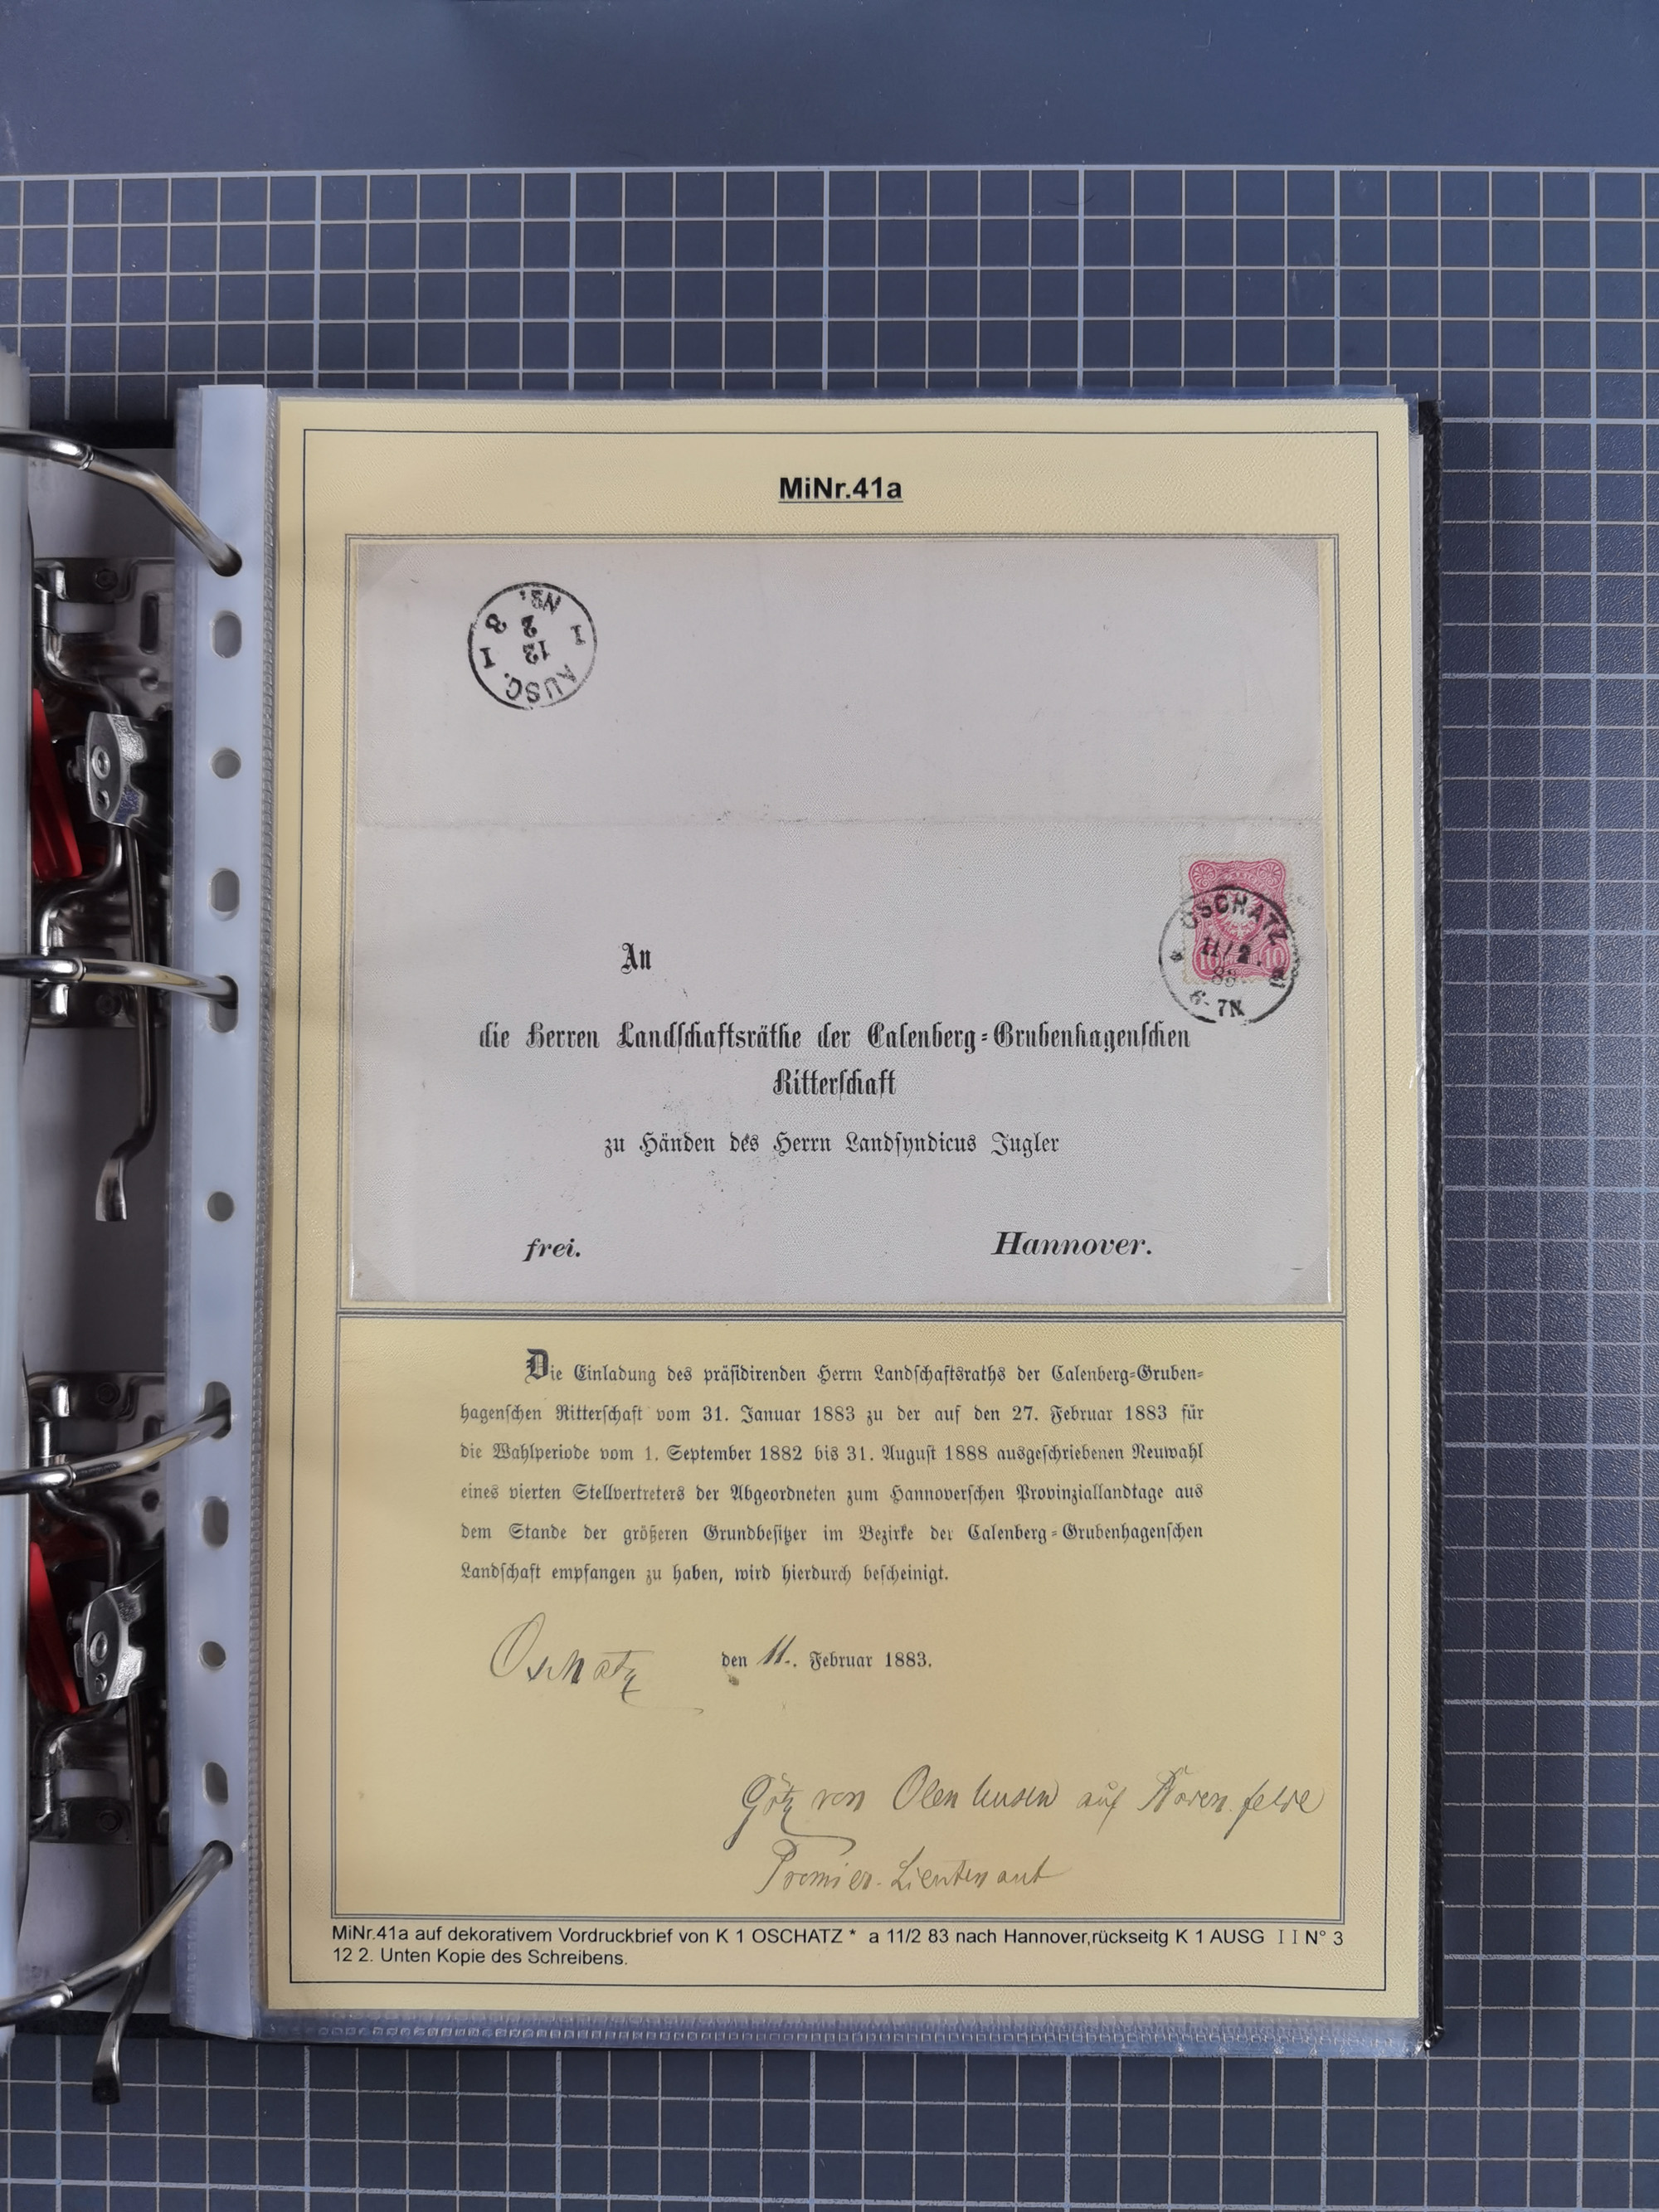 MiNr.41a
AUSG.
I I
12
2
Nº. 3
OSCHATZ
11/2.
83
* a
6-7N
10 10
An
die Herren Landschaftsräthe der Calenberg-Grubenhagenschen
Ritterschaft
zu Händen des Herrn Landsyndicus Jugler
frei. Hannover.
Die Einladung des präsidirenden Herrn Landschaftsraths der Calenberg-Gruben-
hagenschen Ritterschaft vom 31. Januar 1883 zu der auf den 27. Februar 1883 für
die Wahlperiode vom 1. September 1882 bis 31. August 1888 ausgeschriebenen Neuwahl
eines vierten Stellvertreters der Abgeordneten zum Hannoverschen Provinziallandtage aus
dem Stande der größeren Grundbesitzer im Bezirke der Calenberg-Grubenhagenschen
Landschaft empfangen zu haben, wird hierdurch bescheinigt.
Oschatz den 11. Februar 1883.
Götz von Olenhusen auf
Premier-Lieutenant
MiNr.41a auf dekorativem Vordruckbrief von K 1 OSCHATZ * a 11/2 83 nach Hannover,rückseitg K 1 AUSG I I N° 3
12 2. Unten Kopie des Schreibens.